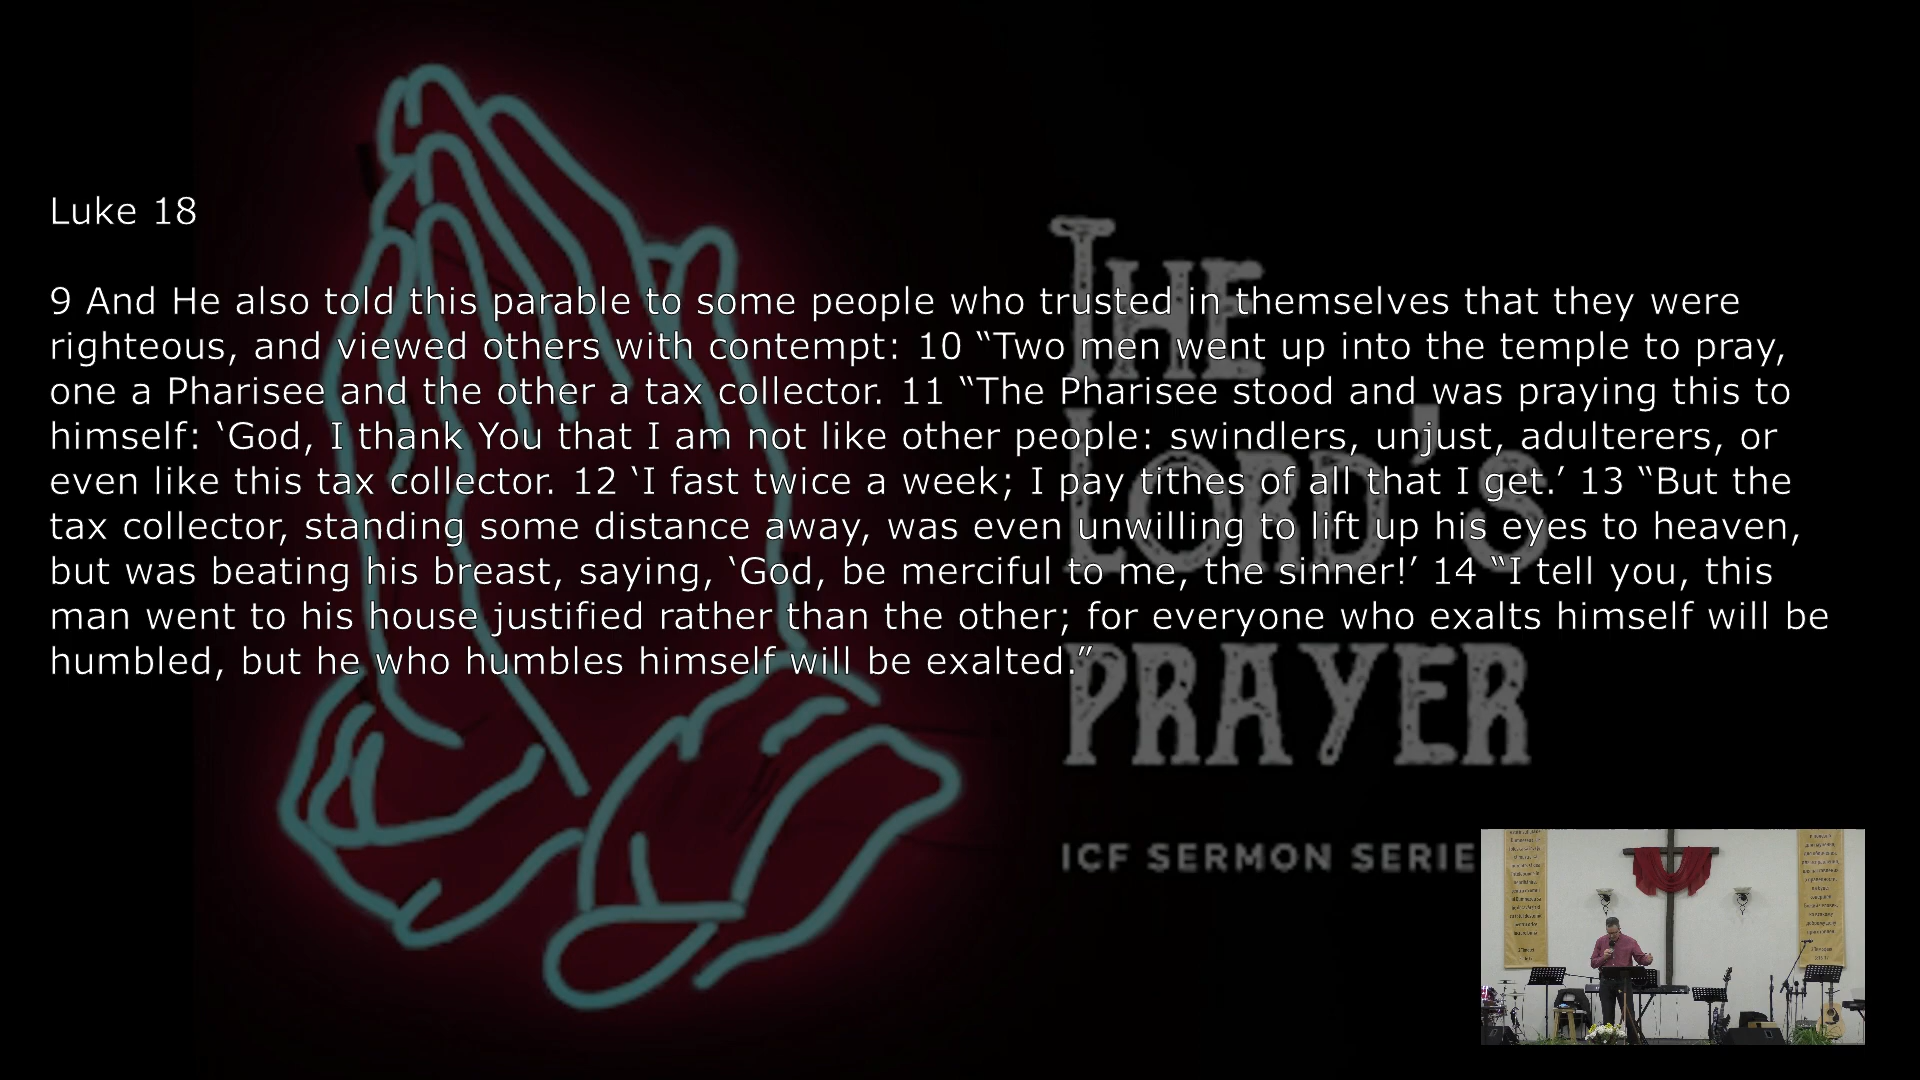 Luke 18
9 And He also told this parable to some people who trusted in themselves that they were
righteous, and viewed others with contempt: 10 “Two men went up into the temple to pray,
one a Pharisee and the other a tax collector. 11 “The Pharisee stood and was praying this to
himself: ‘God, I thank You that I am not like other people: swindlers, unjust, adulterers, or
even like this tax collector. 12 ‘I fast twice a week; I pay tithes of all that I get.’ 13 “But the
tax collector, standing some distance away, was even unwilling to lift up his eyes to heaven,
but was beating his breast, saying, ‘God, be merciful to me, the sinner!’ 14 “I tell you, this
man went to his house justified rather than the other; for everyone who exalts himself will be
humbled, but he who humbles himself will be exalted.”
THE
LORD'S
PRAYER
ICF SERMON SERIE